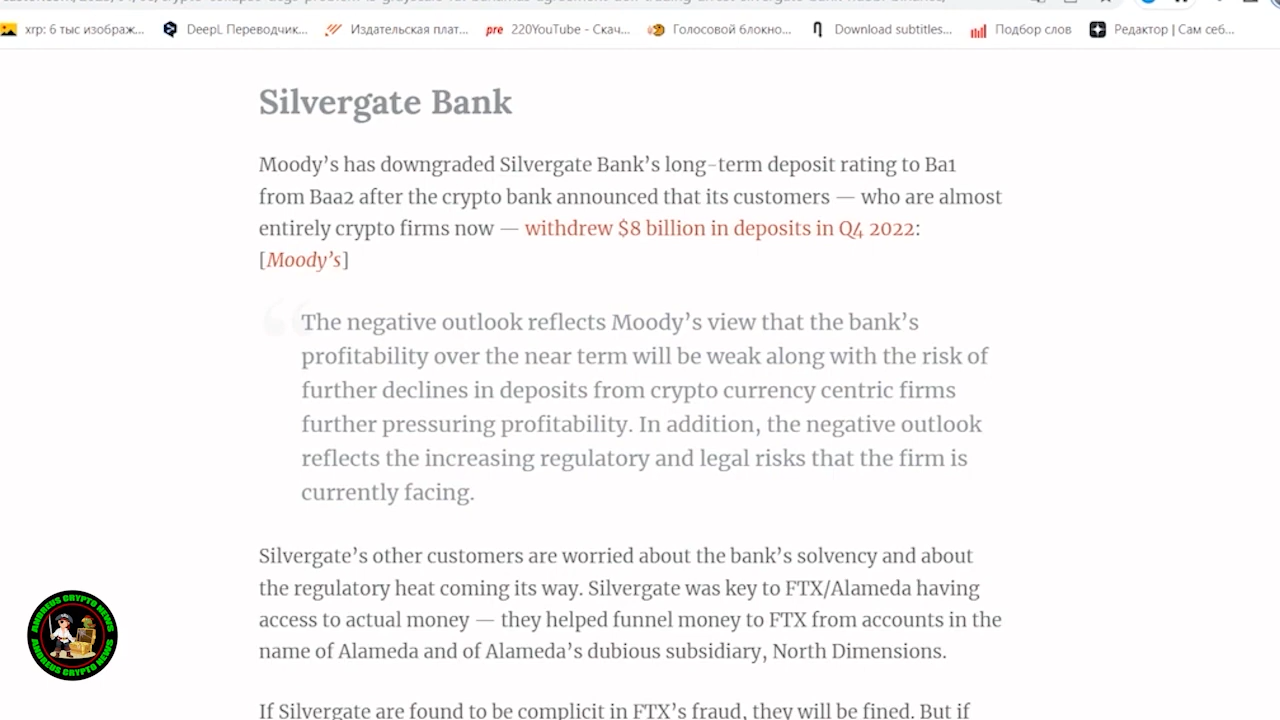 xrp: 6 тыс изображ...
DeepL Переводчик...
Издательская плат...
pre 220YouTube - Скач...
Голосовой блокно...
Download subtitles...
Подбор слов
Редактор | Сам себ...
Silvergate Bank
Moody’s has downgraded Silvergate Bank’s long-term deposit rating to Ba1
from Baa2 after the crypto bank announced that its customers — who are almost
entirely crypto firms now — withdrew $8 billion in deposits in Q4 2022:
[Moody’s]
“The negative outlook reflects Moody’s view that the bank’s
profitability over the near term will be weak along with the risk of
further declines in deposits from crypto currency centric firms
further pressuring profitability. In addition, the negative outlook
reflects the increasing regulatory and legal risks that the firm is
currently facing.
Silvergate’s other customers are worried about the bank’s solvency and about
the regulatory heat coming its way. Silvergate was key to FTX/Alameda having
access to actual money — they helped funnel money to FTX from accounts in the
name of Alameda and of Alameda’s dubious subsidiary, North Dimensions.
If Silvergate are found to be complicit in FTX’s fraud, they will be fined. But if
ANDREUS CRYPTO NEWS
ANDREUS CRYPTO NEWS